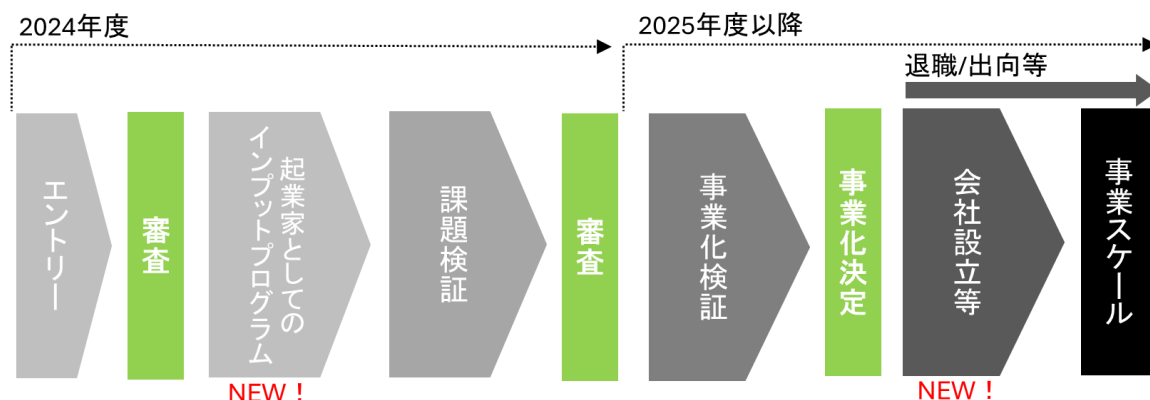 2024年度
2025年度以降
退職/出向等
エントリー
審査
起業家としての
インプットプログラム
課題検証
審査
事業化検証
事業化決定
会社設立等
事業スケール
NEW！
NEW！